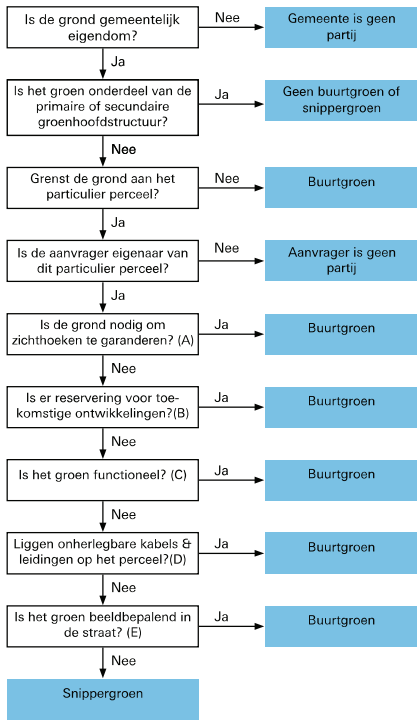 Is de grond gemeentelijk
eigendom?
Nee
Gemeente is geen
partij
Ja
Is het groen onderdeel van de
primaire of secundaire
groenhoofdstructuur?
Ja
Geen buurtgroen of
snippergroen
Nee
Grenst de grond aan het
particulier perceel?
Nee
Buurtgroen
Ja
Is de aanvrager eigenaar van
dit particulier perceel?
Nee
Aanvrager is geen
partij
Ja
Is de grond nodig om
zichthoeken te garanderen? (A)
Ja
Buurtgroen
Nee
Is er reservering voor toe-
komstige ontwikkelingen?(B)
Ja
Buurtgroen
Nee
Is het groen functioneel? (C)
Ja
Buurtgroen
Nee
Liggen onherlegbare kabels &
leidingen op het perceel?(D)
Ja
Buurtgroen
Nee
Is het groen beeldbepalend in
de straat? (E)
Ja
Buurtgroen
Nee
Snippergroen